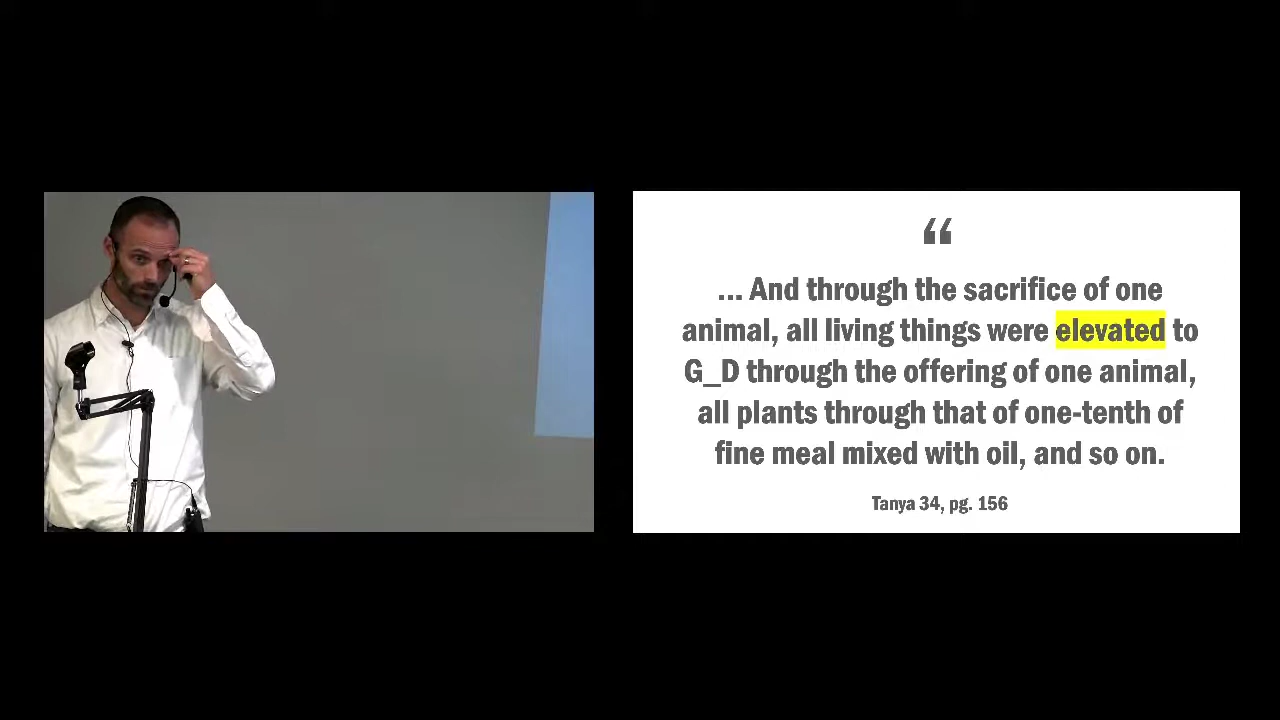 “
... And through the sacrifice of one
animal, all living things were elevated to
G_D through the offering of one animal,
all plants through that of one-tenth of
fine meal mixed with oil, and so on.
Tanya 34, pg. 156